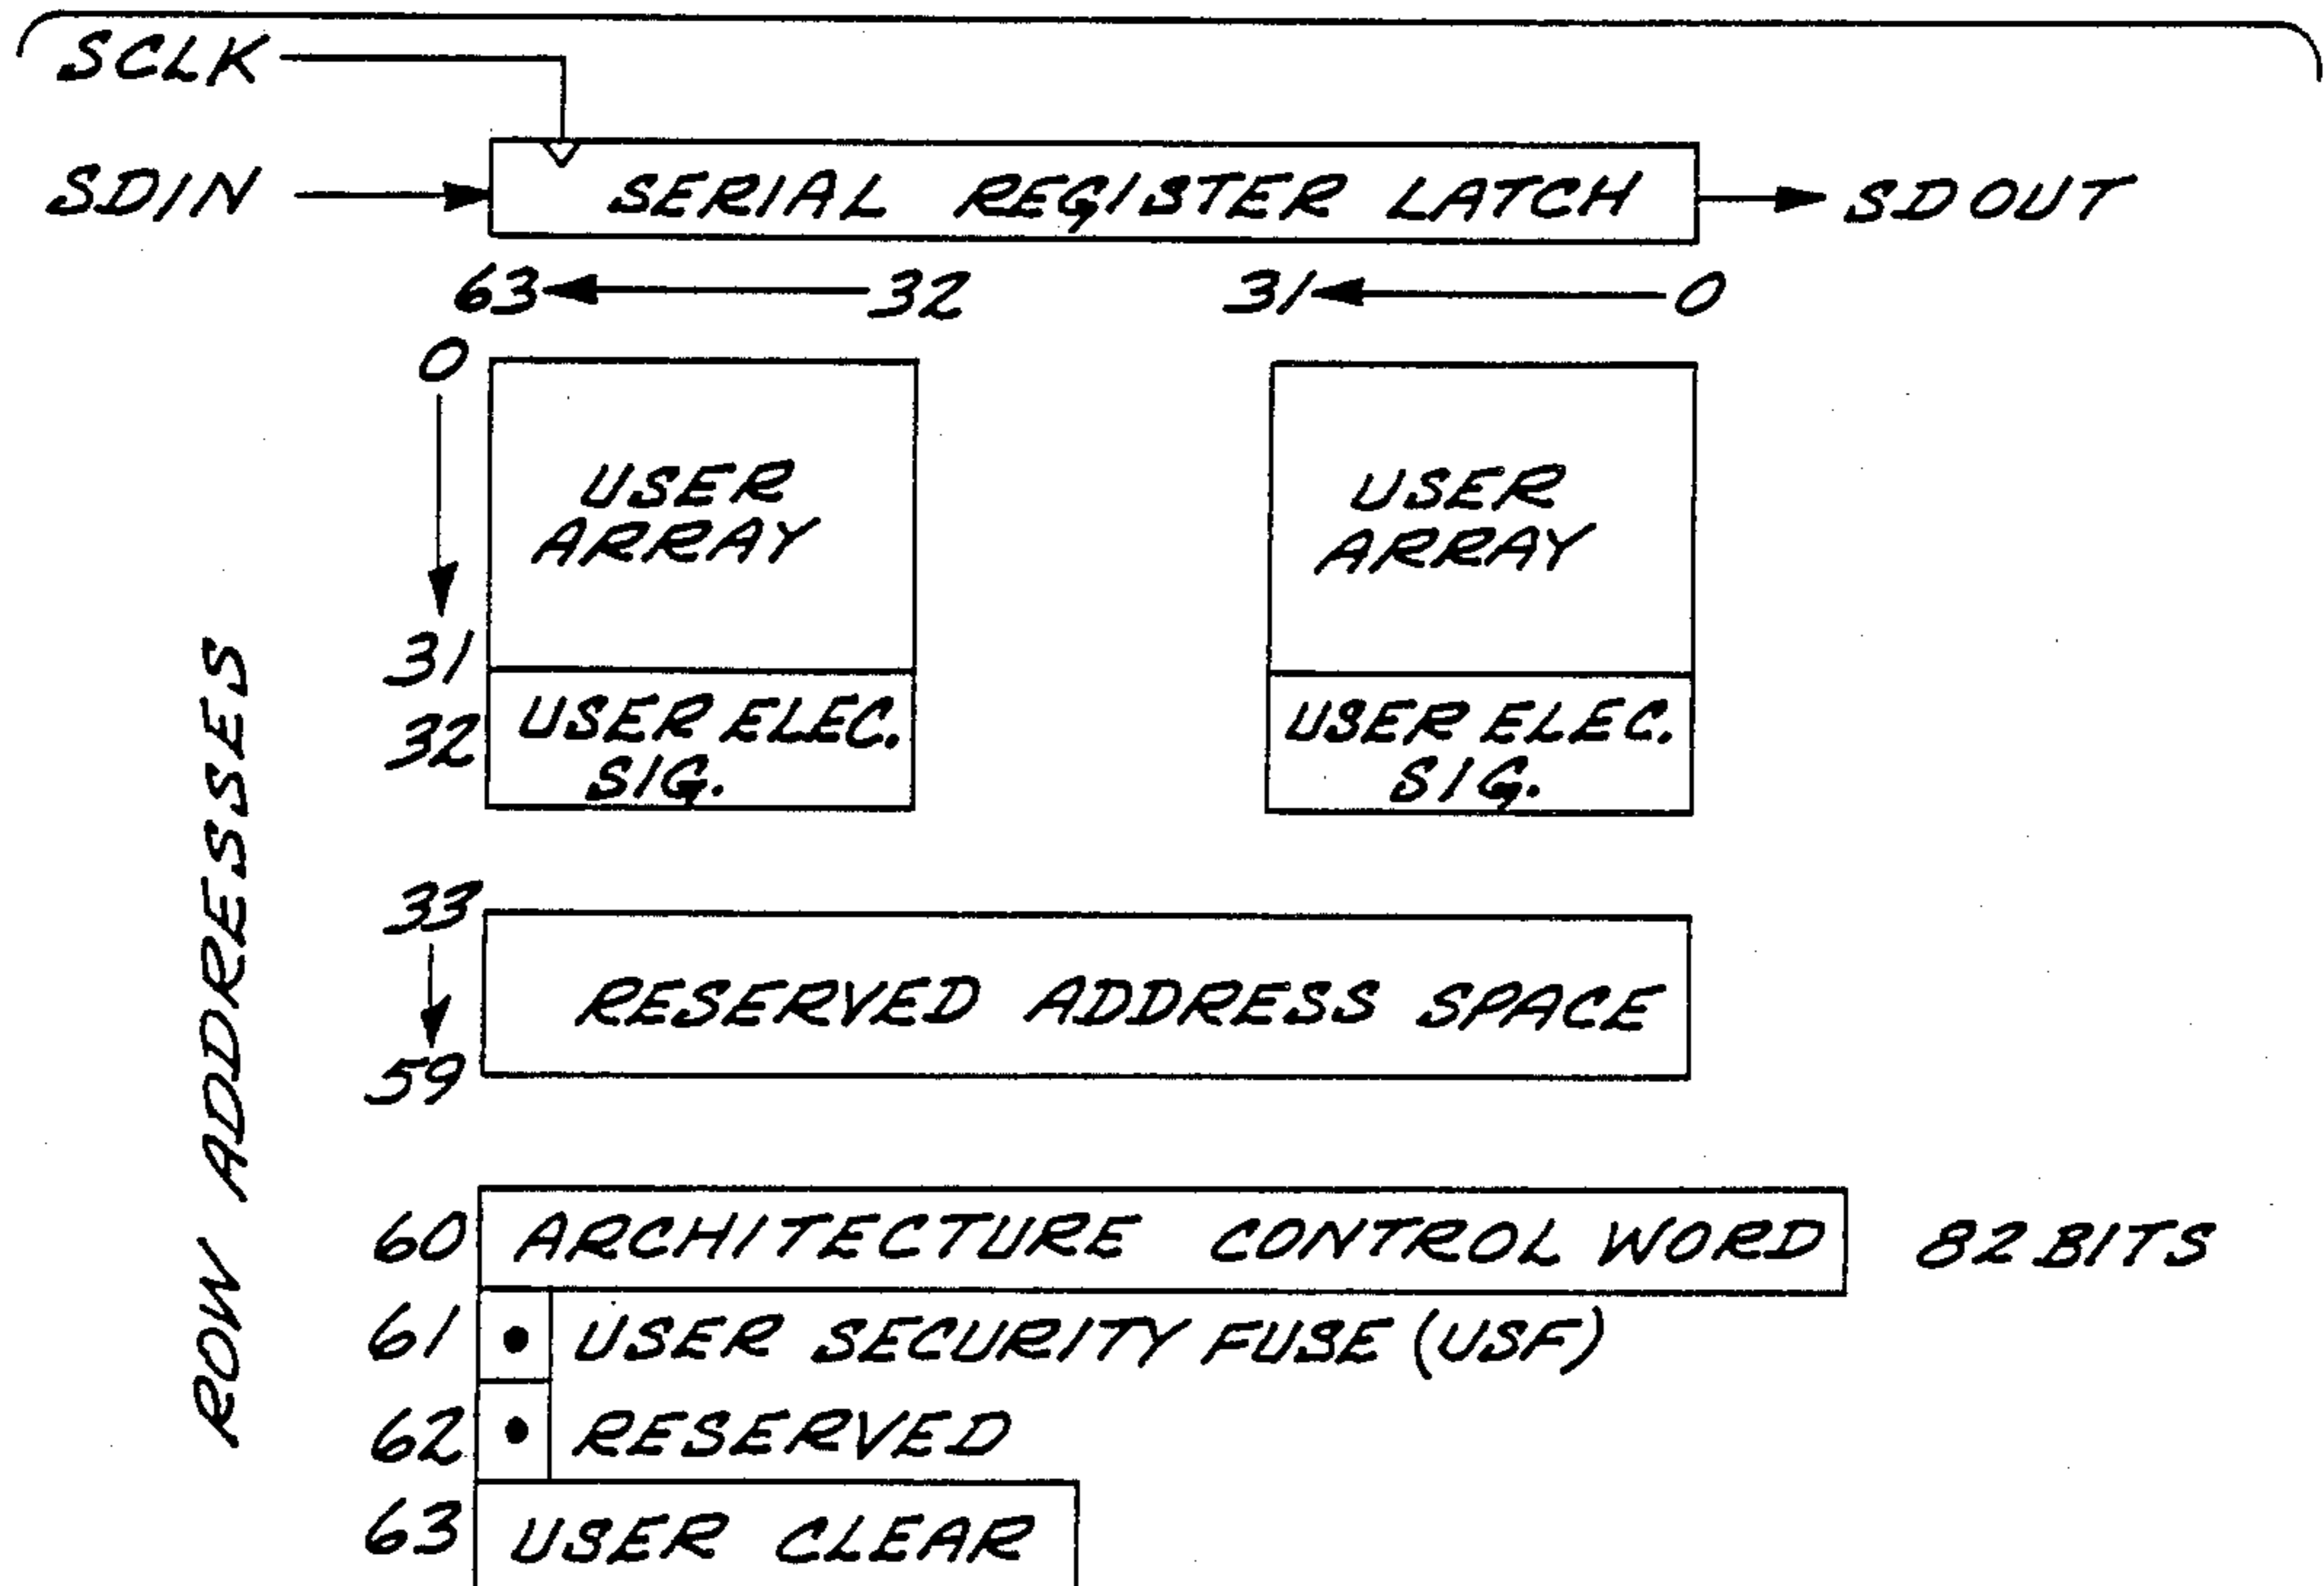 SCLK
SDIN SERIAL REGISTER LATCH SDOUT
63 32 31 0
0
USER ARRAY
USER ARRAY
31
32
USER ELEC. SIG.
USER ELEC. SIG.
33
RESERVED ADDRESS SPACE
59
ROW ADDRESSES
60 ARCHITECTURE CONTROL WORD 82 BITS
61 USER SECURITY FUSE (USF)
62 RESERVED
63 USER CLEAR